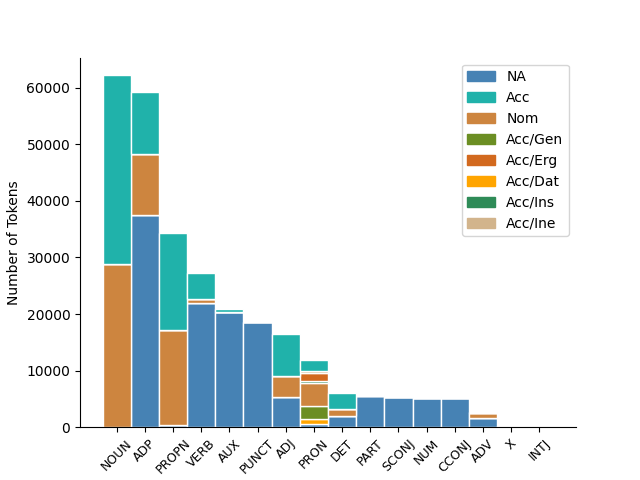 NA
Acc
Nom
Acc/Gen
Acc/Erg
Acc/Dat
Acc/Ins
Acc/Ine
Number of Tokens
60000
50000
40000
30000
20000
10000
0
NOUN
ADP
PROPN
VERB
AUX
PUNCT
ADJ
PRON
DET
PART
SCONJ
NUM
CCONJ
ADV
X
INTJ